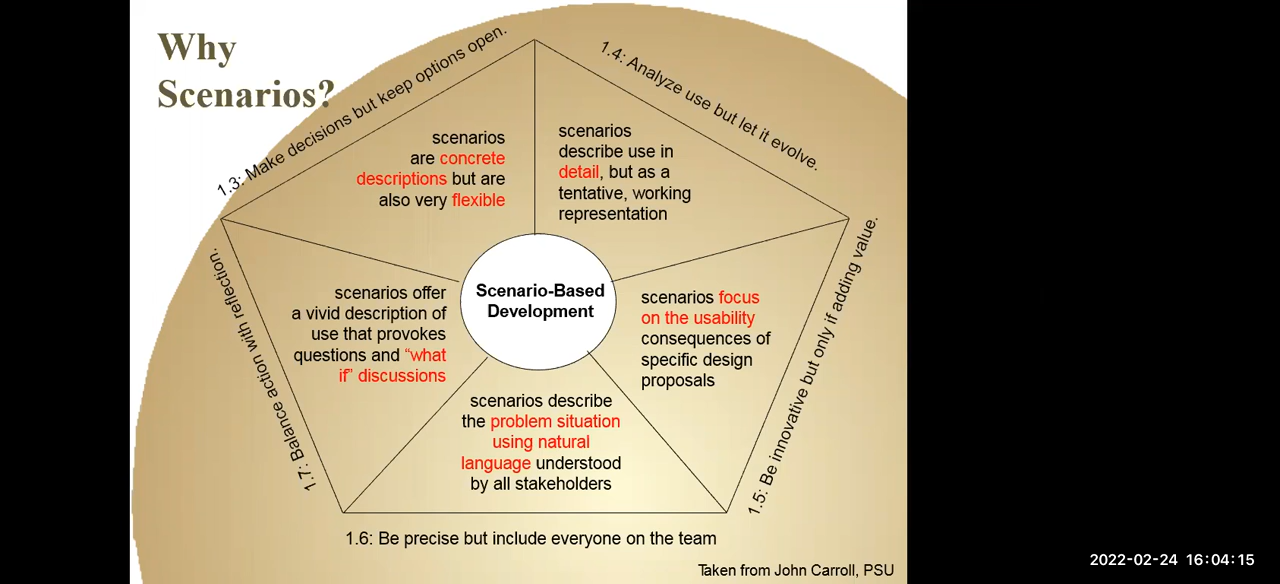 Why
Scenarios?
1.3: Make decisions but keep options open.
1.4: Analyze use but let it evolve.
scenarios
are concrete
descriptions but are
also very flexible
scenarios
describe use in
detail, but as a
tentative, working
representation
1.7: Balance action with reflection.
scenarios offer
a vivid description of
use that provokes
questions and “what
if” discussions
Scenario-Based
Development
scenarios focus
on the usability
consequences of
specific design
proposals
1.5: Be innovative but only if adding value.
scenarios describe
the problem situation
using natural
language understood
by all stakeholders
1.6: Be precise but include everyone on the team
Taken from John Carroll, PSU
2022-02-24 16:04:15